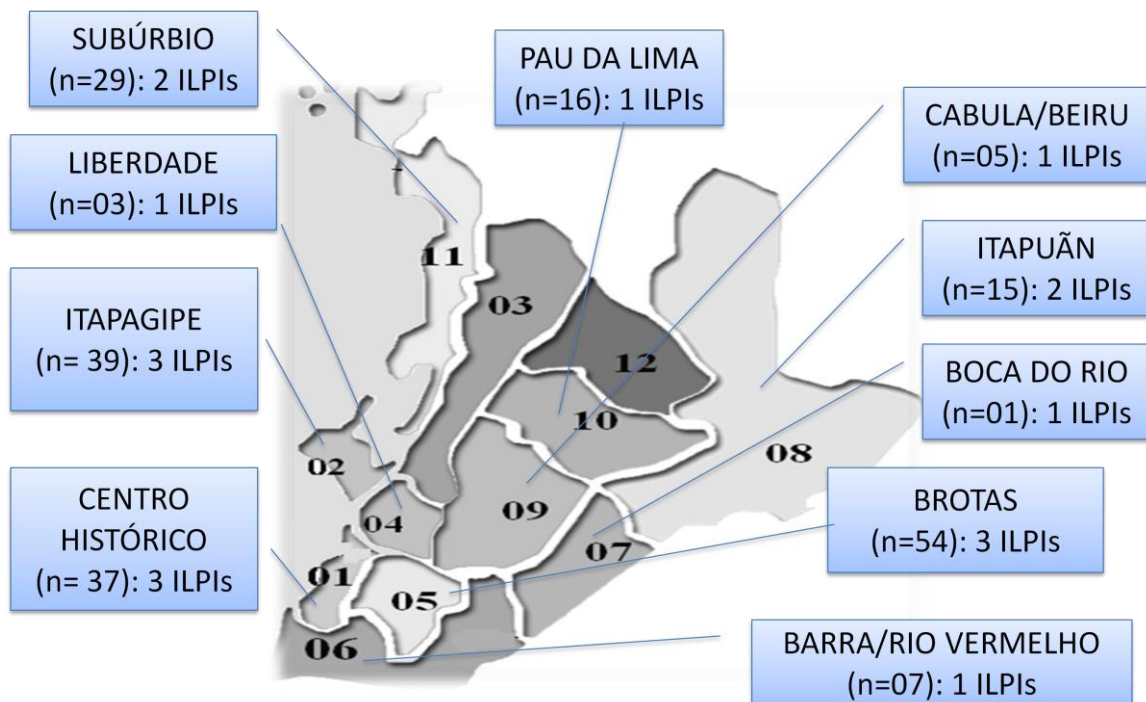 SUBÚRBIO
(n=29): 2 ILPIs
PAU DA LIMA
(n=16): 1 ILPIs
CABULA/BEIRU
(n=05): 1 ILPIs
LIBERDADE
(n=03): 1 ILPIs
ITAPUÃN
(n=15): 2 ILPIs
ITAPAGIPE
(n= 39): 3 ILPIs
BOCA DO RIO
(n=01): 1 ILPIs
CENTRO
HISTÓRICO
(n= 37): 3 ILPIs
BROTAS
(n=54): 3 ILPIs
BARRA/RIO VERMELHO
(n=07): 1 ILPIs
11
03
12
10
08
02
04
09
07
01
05
06